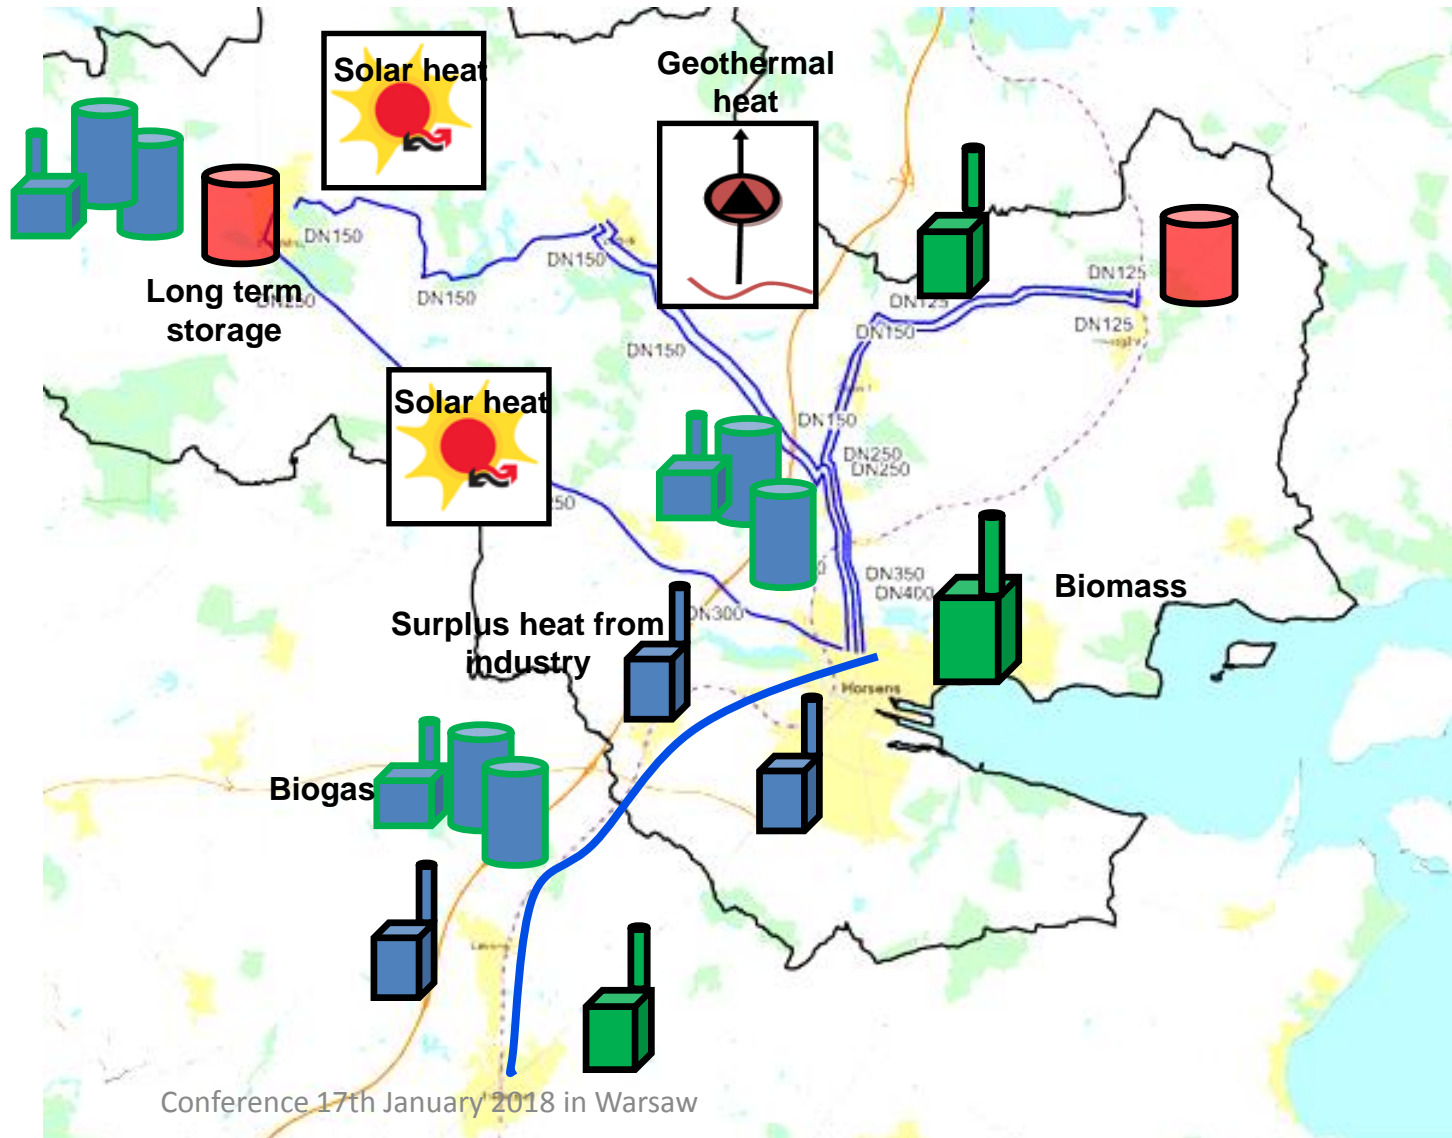 Solar heat
Geothermal
heat
DN150
DN150
DN150
Long term
storage
DN125
DN125
DN125
DN150
DN150
Solar heat
DN150
DN250
DN250
DN350
DN400
Biomass
DN300
Surplus heat from
industry
Horsens
Biogas
Conference 17th January 2018 in Warsaw